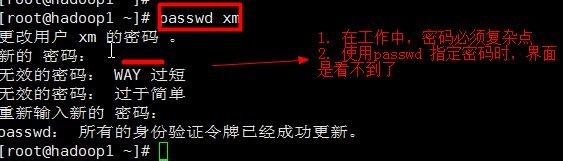 [root@hadoop1 ~]#
[root@hadoop1 ~]# passwd xm
更改用户 xm 的密码 。
新的 密码：
无效的密码： WAY 过短
无效的密码： 过于简单
重新输入新的 密码：
passwd： 所有的身份验证令牌已经成功更新。
[root@hadoop1 ~]#
1. 在工作中，密码必须复杂点
2. 使用passwd 指定密码时，界面
是看不到了